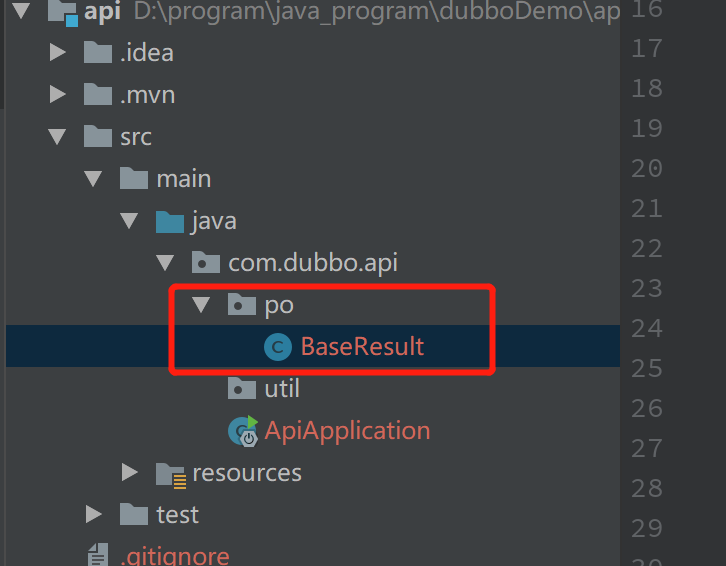 api D:\program\java_program\dubboDemo\ap
.idea
.mvn
src
main
java
com.dubbo.api
po
BaseResult
util
ApiApplication
resources
test
.gitignore
16
17
18
19
20
21
22
23
24
25
26
27
28
29
30